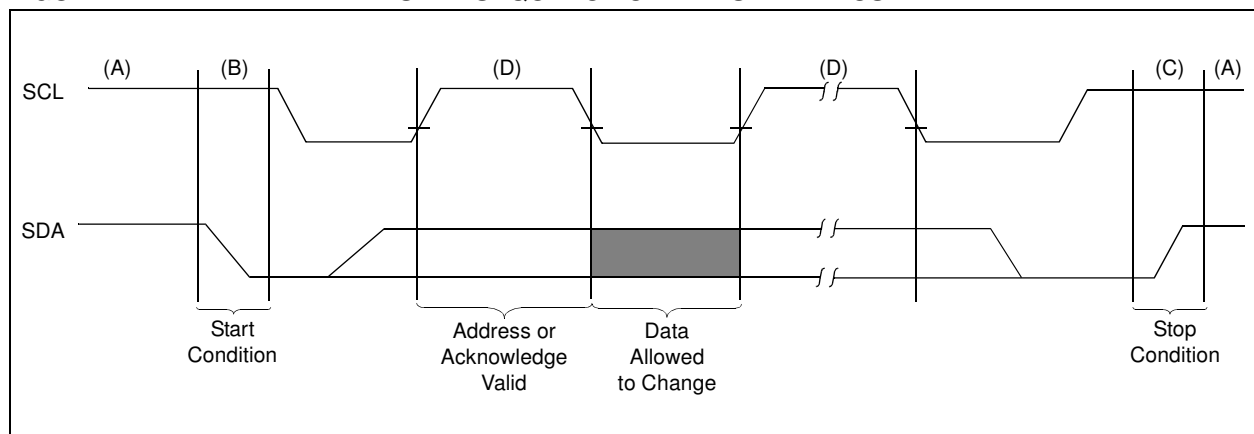 (A) (B) (D) (D) (C) (A)
SCL
SDA
Start
Condition
Address or
Acknowledge
Valid
Data
Allowed
to Change
Stop
Condition